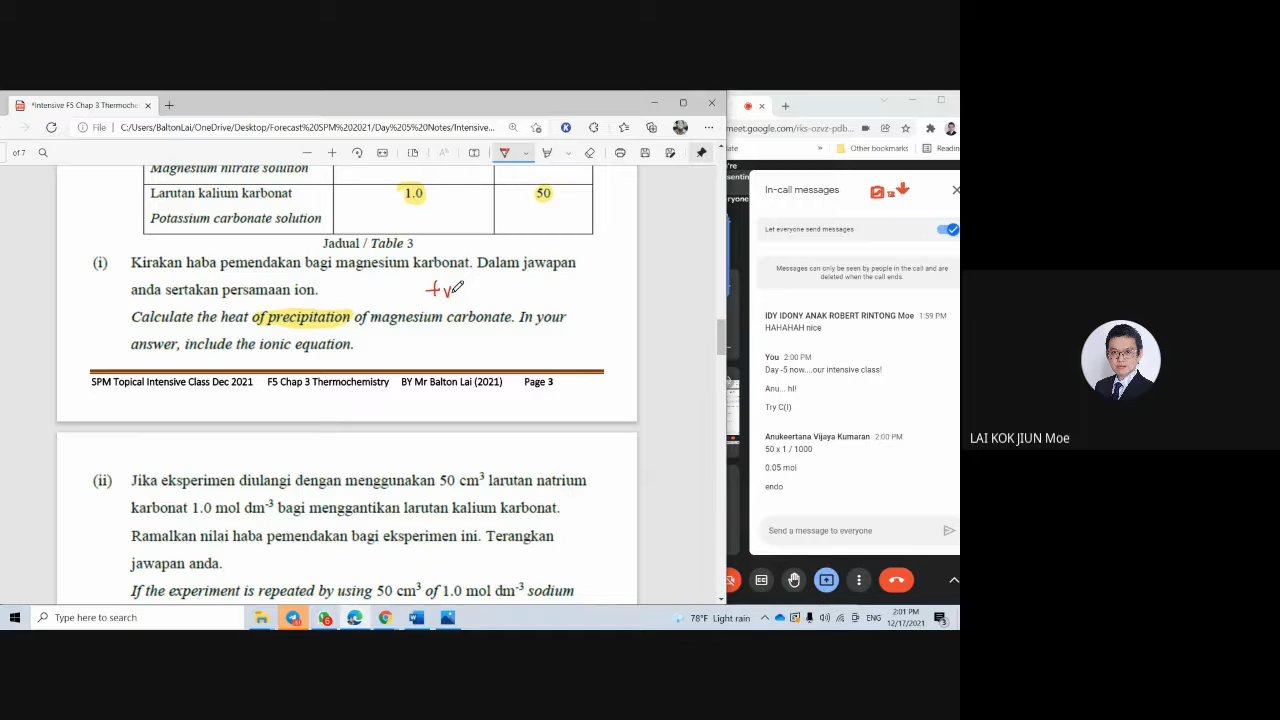 *Intensive F5 Chap 3 Thermoche
File
C:/Users/BaltonLai/OneDrive/Desktop/Forecast%20SPM%202021/Day%205%20Notes/Intensive...
of 7
Magnesium nitrate solution
Larutan kalium karbonat
Potassium carbonate solution
1.0
50
Jadual / Table 3
(i) Kirakan haba pemendakan bagi magnesium karbonat. Dalam jawapan
anda sertakan persamaan ion.
+v
Calculate the heat of precipitation of magnesium carbonate. In your
answer, include the ionic equation.
SPM Topical Intensive Class Dec 2021 F5 Chap 3 Thermochemistry BY Mr Balton Lai (2021) Page 3
(ii) Jika eksperimen diulangi dengan menggunakan 50 cm³ larutan natrium
karbonat 1.0 mol dm⁻³ bagi menggantikan larutan kalium karbonat.
Ramalkan nilai haba pemendakan bagi eksperimen ini. Terangkan
jawapan anda.
If the experiment is repeated by using 50 cm³ of 1.0 mol dm⁻³ sodium
meet.google.com/rks-ozvz-pdb...
Other bookmarks
In-call messages
Let everyone send messages
Messages can only be seen by people in the call and are
deleted when the call ends.
IDY IDONY ANAK ROBERT RINTONG Moe 1:59 PM
HAHAHAH nice
You 2:00 PM
Day -5 now....our intensive class!
Anu... hI!
Try C(I)
Anukeertana Vijaya Kumaran 2:00 PM
50 x 1 / 1000
0.05 mol
endo
Send a message to everyone
LAI KOK JIUN Moe
Type here to search
78°F Light rain
ENG
2:01 PM
12/17/2021